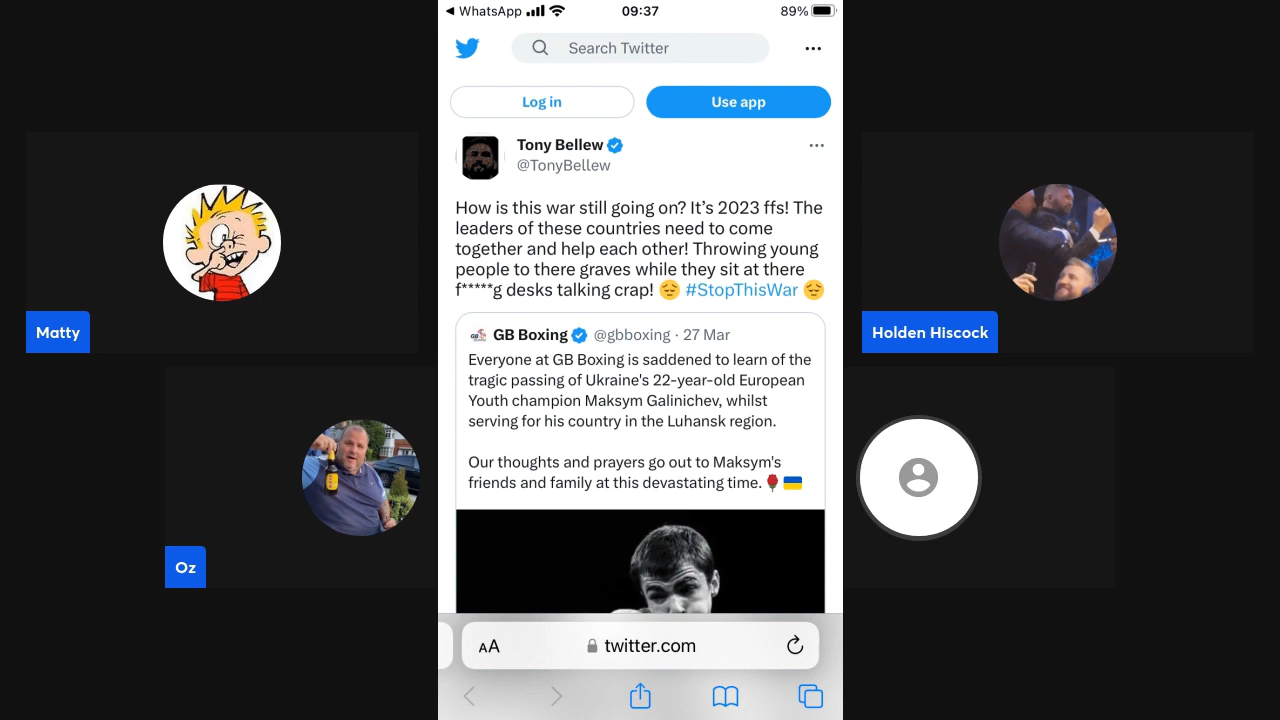 WhatsApp
09:37
89%
Search Twitter
Log in
Use app
Tony Bellew
@TonyBellew
How is this war still going on? It’s 2023 ffs! The
leaders of these countries need to come
together and help each other! Throwing young
people to there graves while they sit at there
f*****g desks talking crap! 😔 #StopThisWar 😔
GB Boxing @gbboxing · 27 Mar
Everyone at GB Boxing is saddened to learn of the
tragic passing of Ukraine's 22-year-old European
Youth champion Maksym Galinichev, whilst
serving for his country in the Luhansk region.
Our thoughts and prayers go out to Maksym's
friends and family at this devastating time.🌹🇺🇦
AA
twitter.com
Matty
Holden Hiscock
Oz